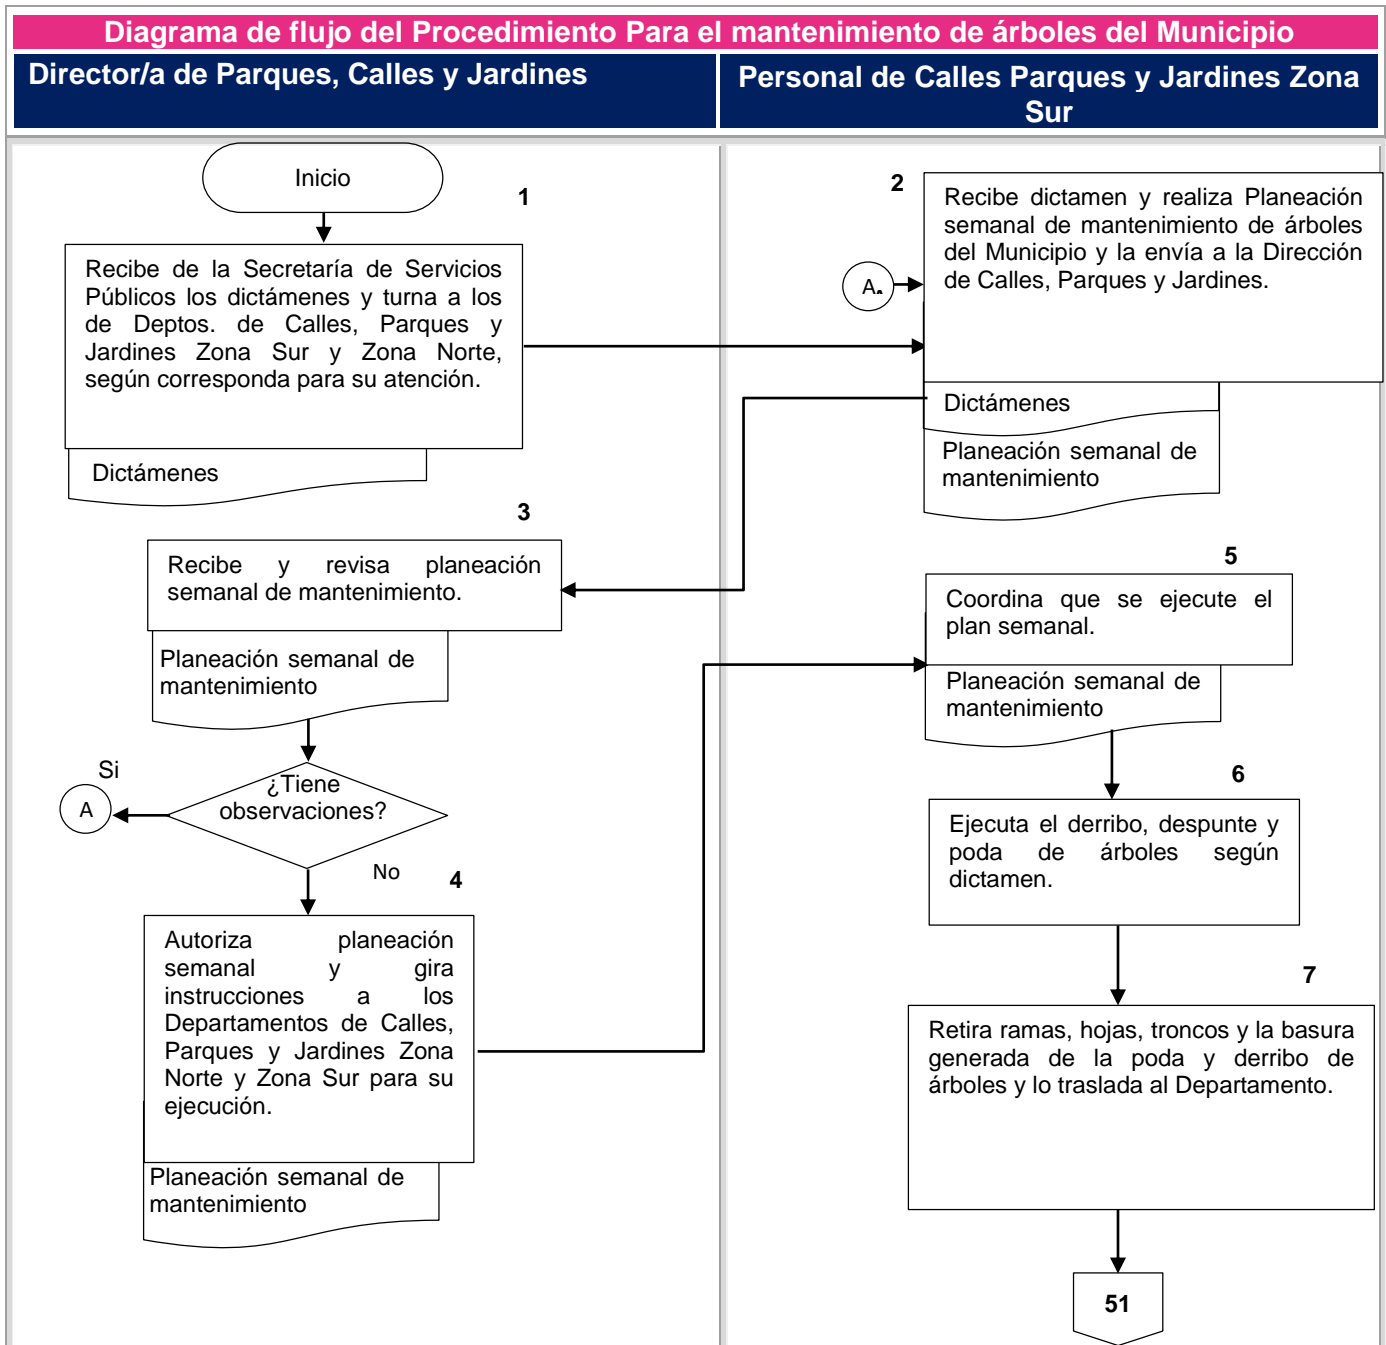 Diagrama de flujo del Procedimiento Para el mantenimiento de árboles del Municipio
Director/a de Parques, Calles y Jardines
Personal de Calles Parques y Jardines Zona
Sur
Inicio
1
Recibe de la Secretaría de Servicios
Públicos los dictámenes y turna a los
de Deptos. de Calles, Parques y
Jardines Zona Sur y Zona Norte,
según corresponda para su atención.
Dictámenes
2
Recibe dictamen y realiza Planeación
semanal de mantenimiento de árboles
del Municipio y la envía a la Dirección
de Calles, Parques y Jardines.
A
Dictámenes
Planeación semanal de
mantenimiento
3
Recibe y revisa planeación
semanal de mantenimiento.
Planeación semanal de
mantenimiento
¿Tiene
observaciones?
Si
A
No
4
Autoriza planeación
semanal y gira
instrucciones a los
Departamentos de Calles,
Parques y Jardines Zona
Norte y Zona Sur para su
ejecución.
Planeación semanal de
mantenimiento
5
Coordina que se ejecute el
plan semanal.
Planeación semanal de
mantenimiento
6
Ejecuta el derribo, despunte y
poda de árboles según
dictamen.
7
Retira ramas, hojas, troncos y la basura
generada de la poda y derribo de
árboles y lo traslada al Departamento.
51